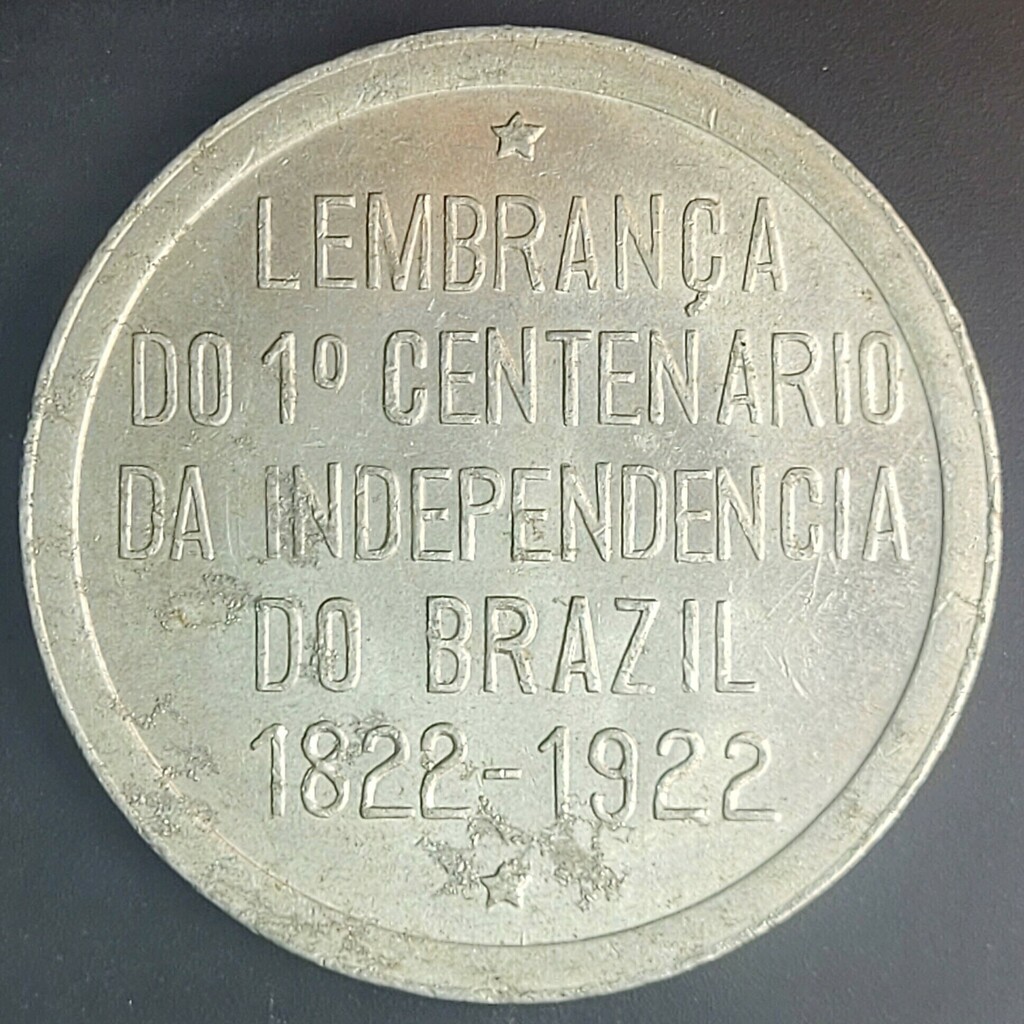 LEMBRANÇA
DO 1º CENTENARIO
DA INDEPENDENCIA
DO BRAZIL
1822-1922